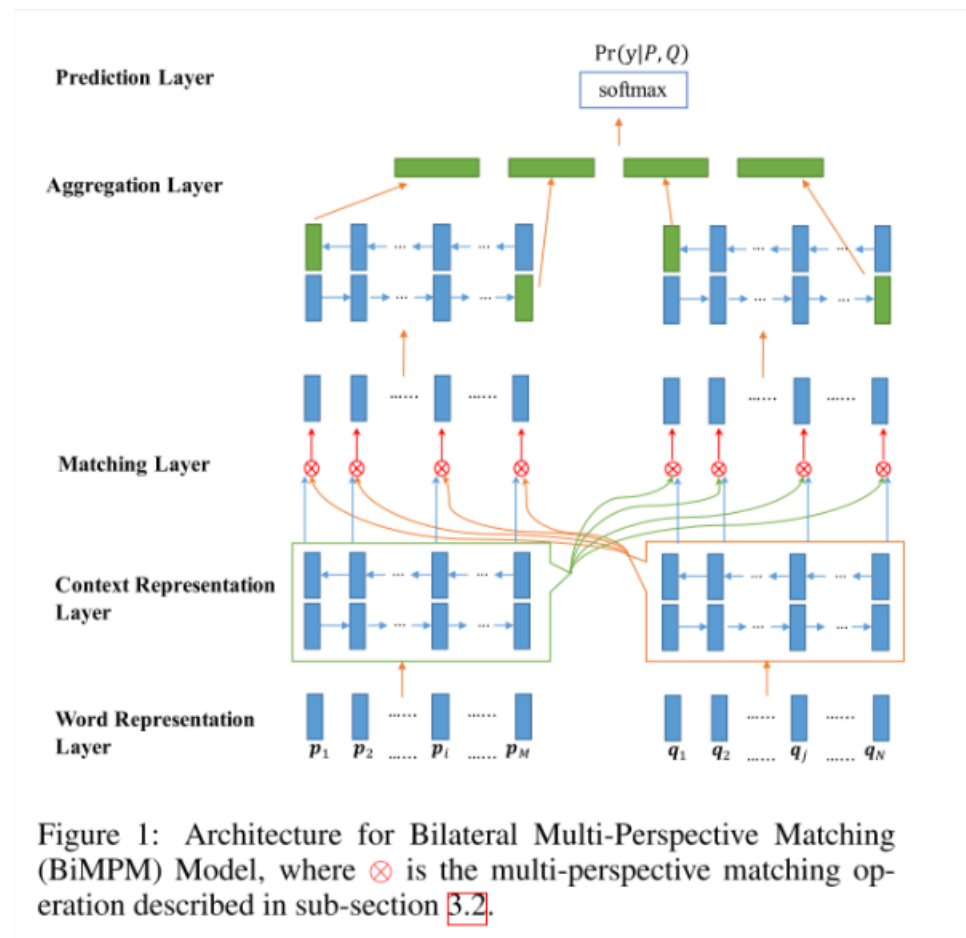 Pr(y|P, Q)
Prediction Layer
softmax
Aggregation Layer
... ...
... ...
... ...
... ...
...... ......
...... ......
Matching Layer
Context Representation
Layer
... ...
... ...
... ...
... ...
Word Representation
Layer
...... ......
...... ......
p₁ p₂ ...... pᵢ ...... p_M
q₁ q₂ ...... qⱼ ...... q_N
Figure 1: Architecture for Bilateral Multi-Perspective Matching
(BiMPM) Model, where ⊗ is the multi-perspective matching op-
eration described in sub-section 3.2.